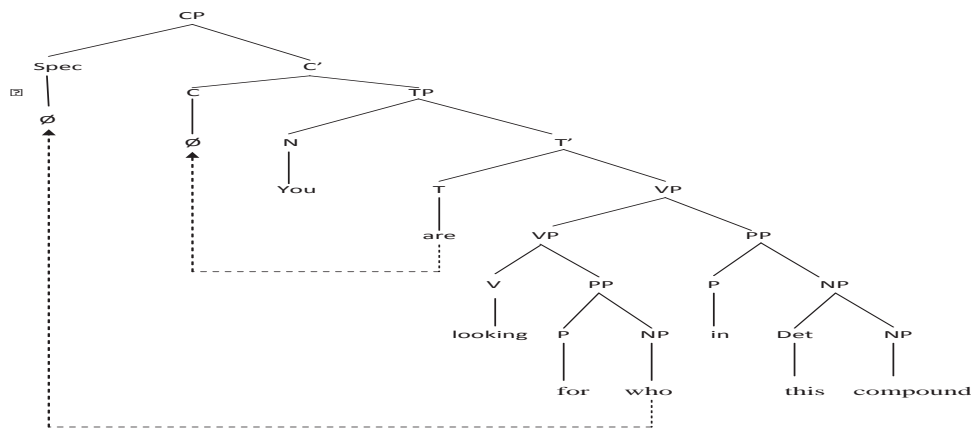 CP
Spec C’
C TP
Ø
Ø N T’
You T VP
are VP PP
V PP P NP
looking P NP in Det NP
for who this compound